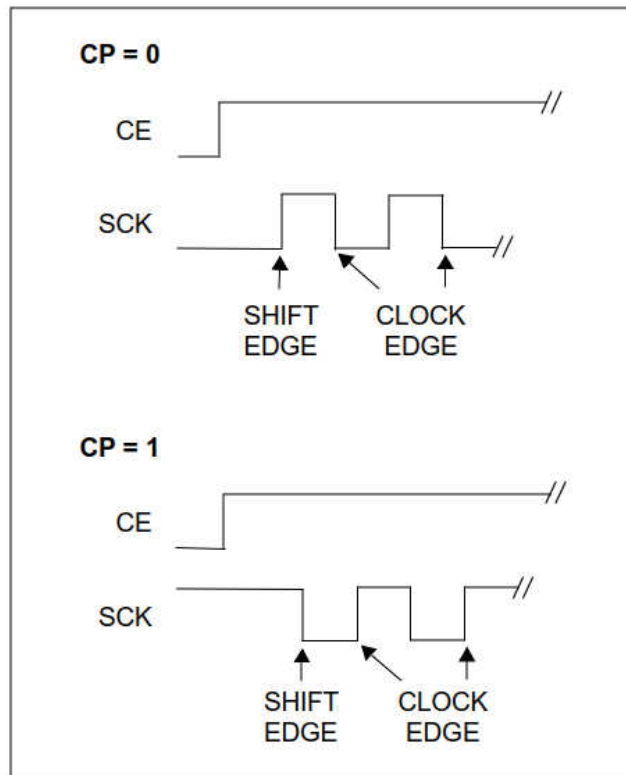 CP = 0
CE
SCK
SHIFT
EDGE
CLOCK
EDGE
CP = 1
CE
SCK
SHIFT
EDGE
CLOCK
EDGE